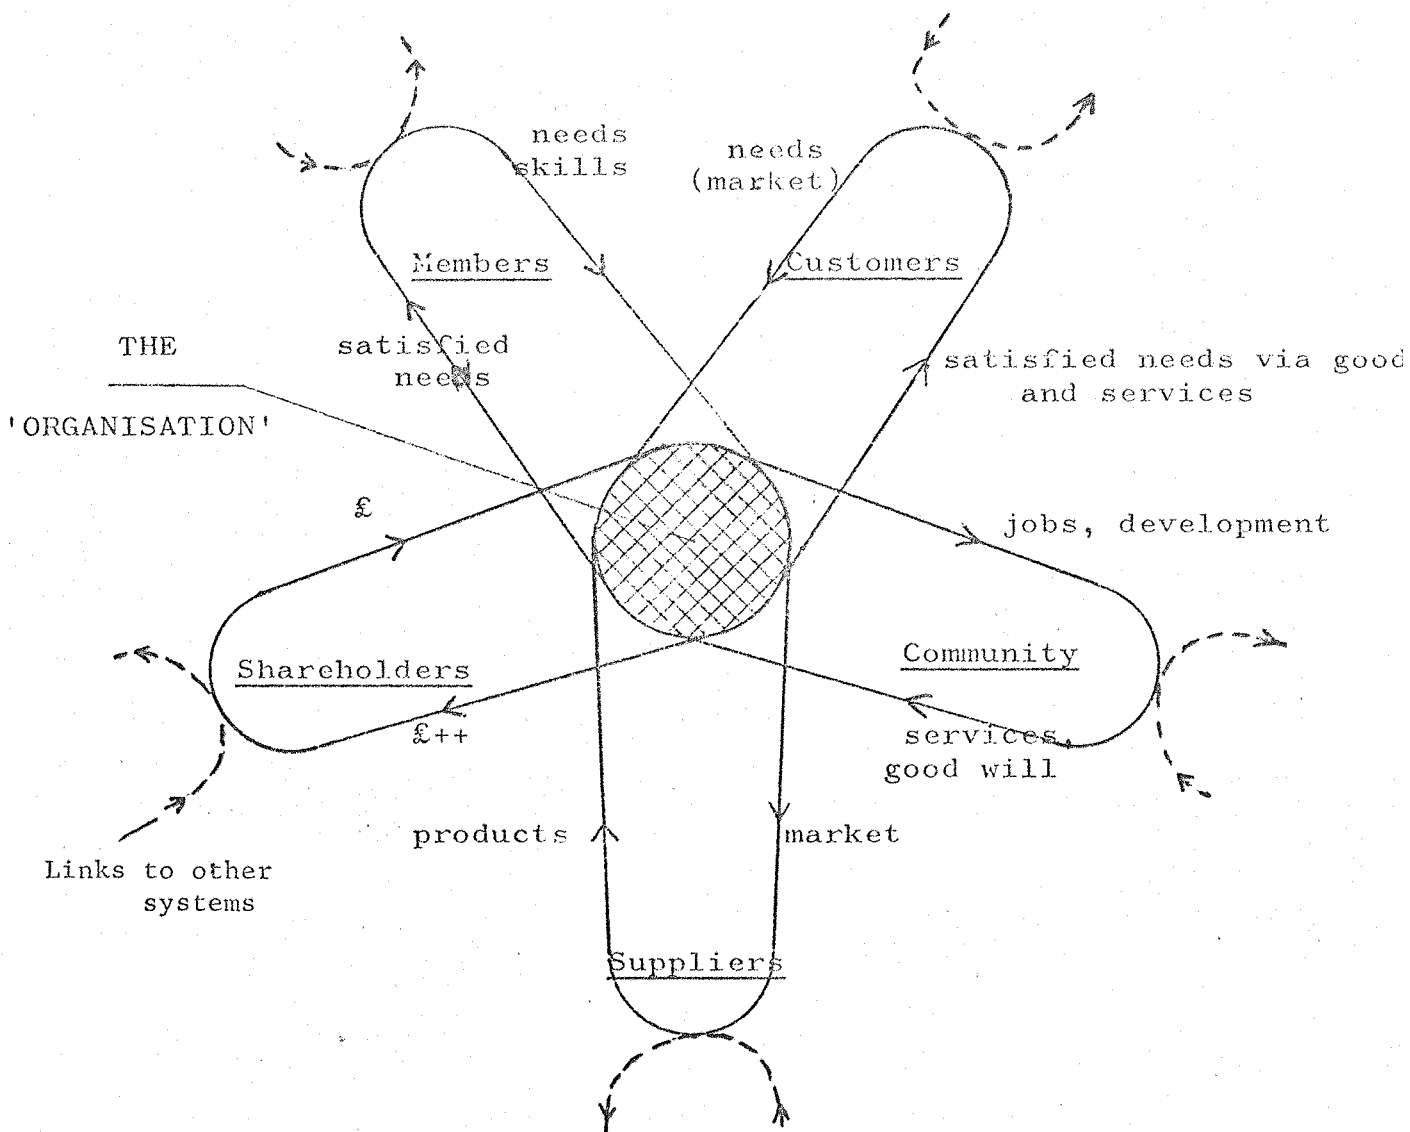 needs
skills
needs
(market)
Members
Customers
THE
'ORGANISATION'
satisfied
needs
satisfied needs via good
and services
£
jobs, development
Shareholders
Community
£++
services,
good will
products
market
Links to other
systems
Suppliers